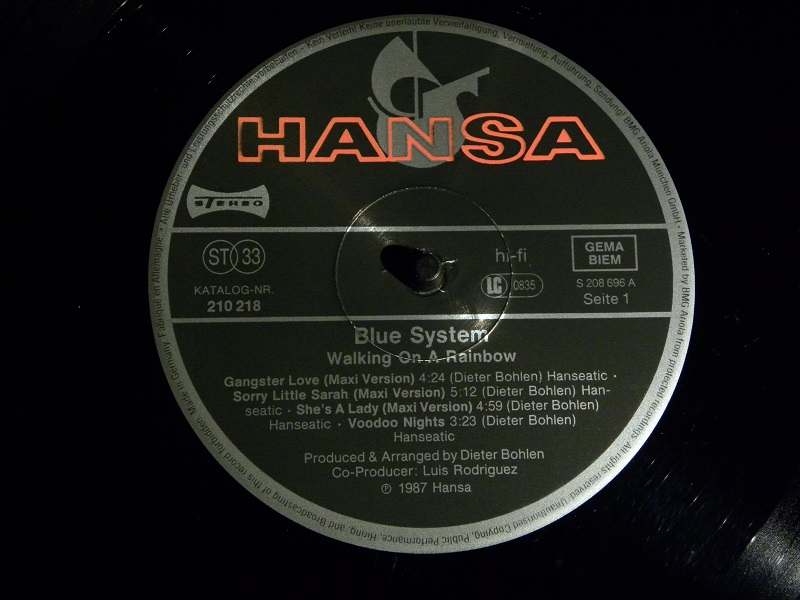 HANSA
STEREO
ST 33
hi-fi
GEMA
BIEM
LC 0835
KATALOG-NR.
210 218
S 208 696 A
Seite 1
Blue System
Walking On A Rainbow
Gangster Love (Maxi Version) 4:24 (Dieter Bohlen) Hanseatic ·
Sorry Little Sarah (Maxi Version) 5:12 (Dieter Bohlen) Han-
seatic · She's A Lady (Maxi Version) 4:59 (Dieter Bohlen)
Hanseatic · Voodoo Nights 3:23 (Dieter Bohlen)
Hanseatic
Produced & Arranged by Dieter Bohlen
Co-Producer: Luis Rodriguez
℗ 1987 Hansa
Alle Urheber- und Leistungsschutzrechte vorbehalten - Kein Verleih! Keine unerlaubte Vervielfältigung, Vermietung, Aufführung, Sendung! BMG Ariola München GmbH · Marketed by BMG Ariola from protected recordings. All rights reserved. Unauthorised Copying, Public Performance, Hiring, and Broadcasting of this record forbidden. Made in Germany. Fabriqué en Allemagne ·